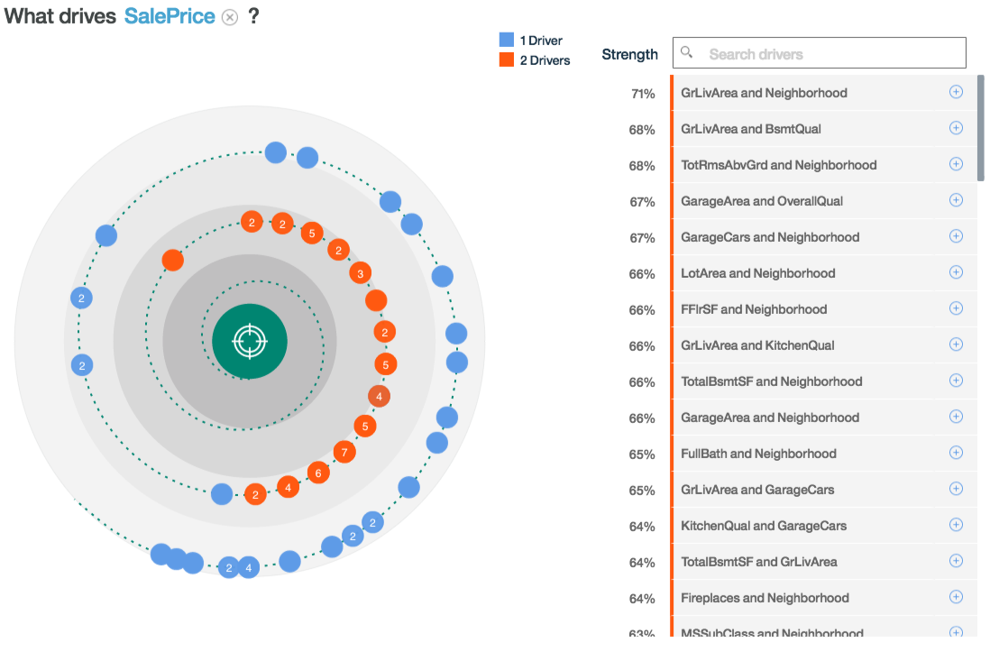 What drives SalePrice ?
1 Driver
2 Drivers
Strength
Search drivers
71% GrLivArea and Neighborhood
68% GrLivArea and BsmtQual
68% TotRmsAbvGrd and Neighborhood
67% GarageArea and OverallQual
67% GarageCars and Neighborhood
66% LotArea and Neighborhood
66% FFlrSF and Neighborhood
66% GrLivArea and KitchenQual
66% TotalBsmtSF and Neighborhood
66% GarageArea and Neighborhood
65% FullBath and Neighborhood
65% GrLivArea and GarageCars
64% KitchenQual and GarageCars
64% TotalBsmtSF and GrLivArea
64% Fireplaces and Neighborhood
63% MSSubClass and Neighborhood
2
2
5
2
3
2
5
4
5
7
6
4
2
2
2
2
2
2
4